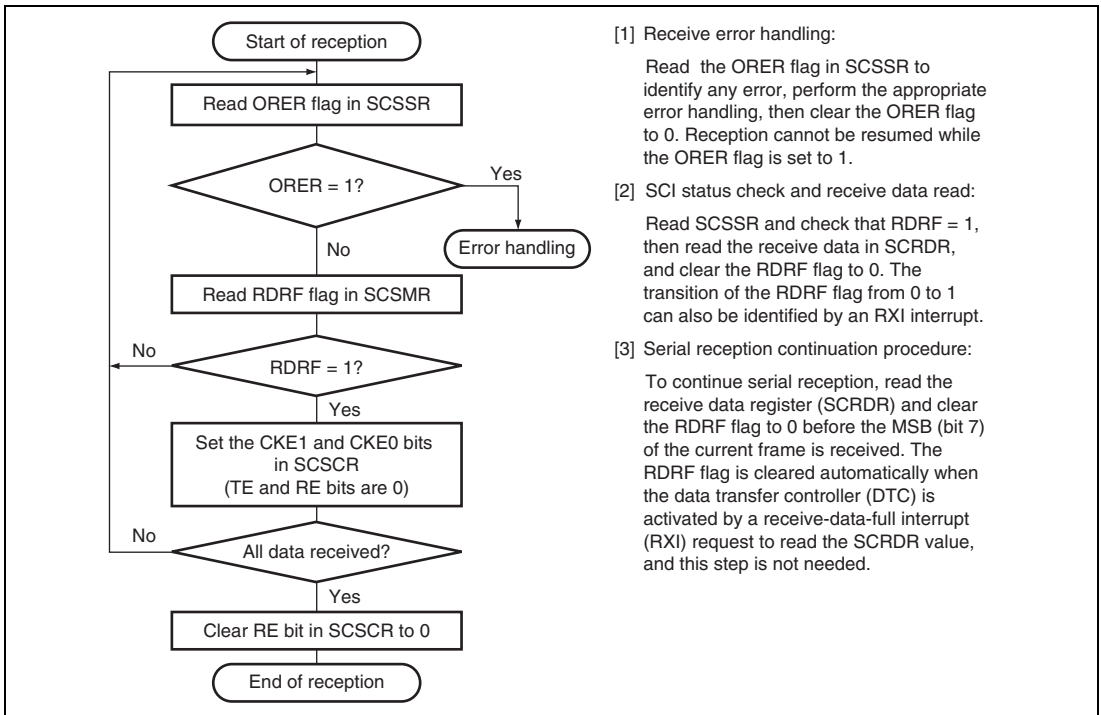 Start of reception
Read ORER flag in SCSSR
ORER = 1?
Yes
Error handling
No
Read RDRF flag in SCSMR
No
RDRF = 1?
Yes
Set the CKE1 and CKE0 bits
in SCSCR
(TE and RE bits are 0)
No
All data received?
Yes
Clear RE bit in SCSCR to 0
End of reception
[1] Receive error handling:
Read the ORER flag in SCSSR to
identify any error, perform the appropriate
error handling, then clear the ORER flag
to 0. Reception cannot be resumed while
the ORER flag is set to 1.
[2] SCI status check and receive data read:
Read SCSSR and check that RDRF = 1,
then read the receive data in SCRDR,
and clear the RDRF flag to 0. The
transition of the RDRF flag from 0 to 1
can also be identified by an RXI interrupt.
[3] Serial reception continuation procedure:
To continue serial reception, read the
receive data register (SCRDR) and clear
the RDRF flag to 0 before the MSB (bit 7)
of the current frame is received. The
RDRF flag is cleared automatically when
the data transfer controller (DTC) is
activated by a receive-data-full interrupt
(RXI) request to read the SCRDR value,
and this step is not needed.